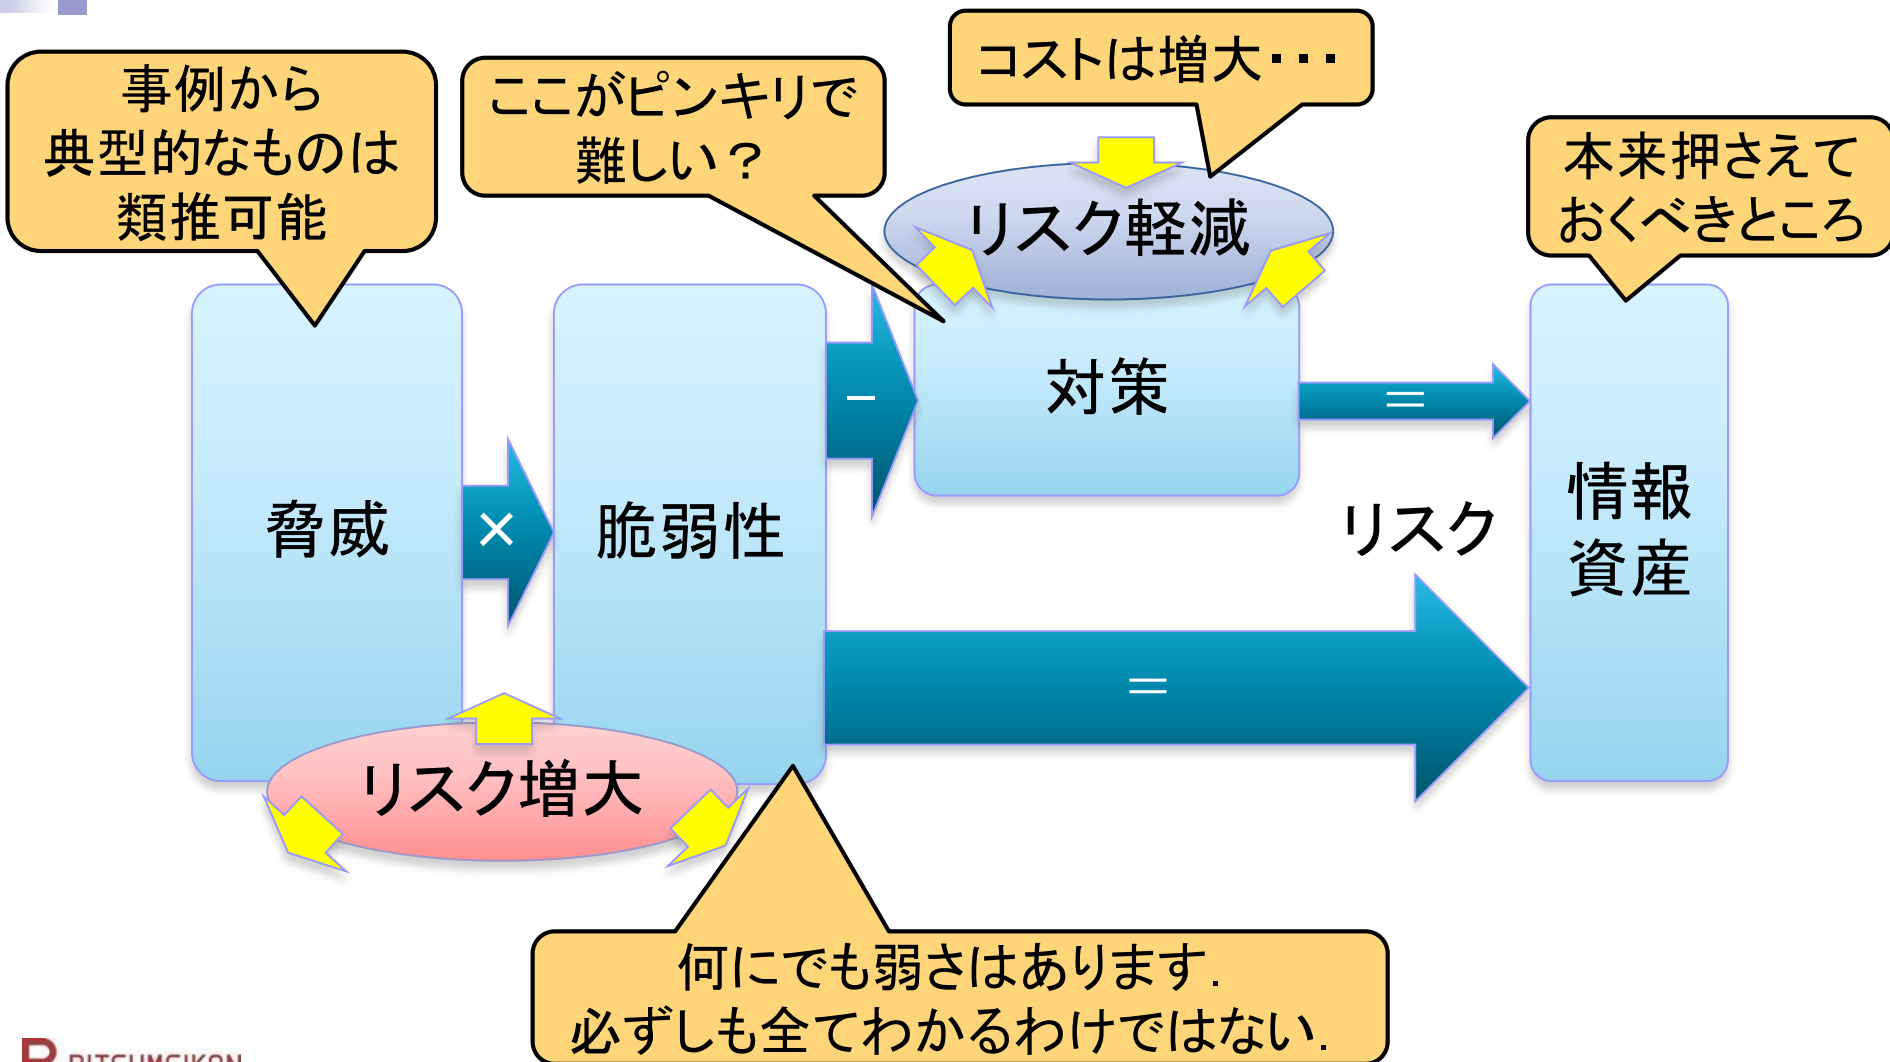 コストは増大・・・
事例から
典型的なものは
類推可能
ここがピンキリで
難しい？
本来押さえて
おくべきところ
リスク軽減
対策
－
＝
脅威
×
脆弱性
リスク
情報
資産
＝
リスク増大
何にでも弱さはあります.
必ずしも全てわかるわけではない.
RITSUMEIKAN